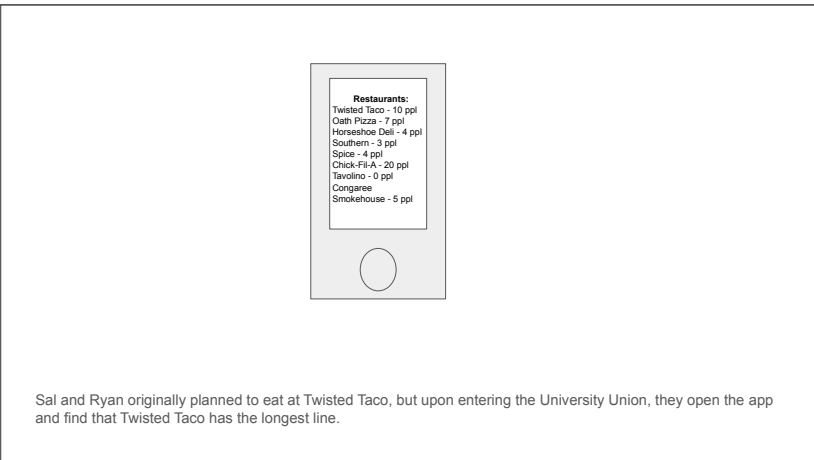 Restaurants:
Twisted Taco - 10 ppl
Oath Pizza - 7 ppl
Horseshoe Deli - 4 ppl
Southern - 3 ppl
Spice - 4 ppl
Chick-Fil-A - 20 ppl
Tavolino - 0 ppl
Congaree
Smokehouse - 5 ppl
Sal and Ryan originally planned to eat at Twisted Taco, but upon entering the University Union, they open the app
and find that Twisted Taco has the longest line.